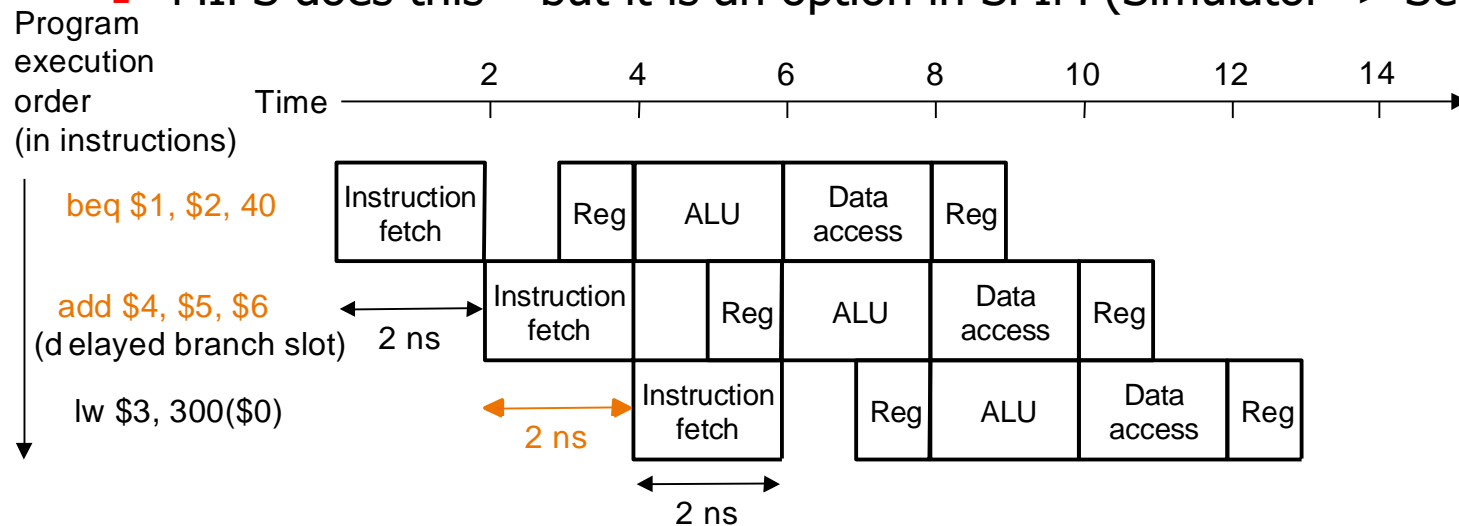 Program
execution
order
(in instructions)
Time
2 4 6 8 10 12 14
beq $1, $2, 40
Instruction
fetch
Reg
ALU
Data
access
Reg
add $4, $5, $6
(d elayed branch slot)
2 ns
Instruction
fetch
Reg
ALU
Data
access
Reg
lw $3, 300($0)
2 ns
Instruction
fetch
Reg
ALU
Data
access
Reg
2 ns